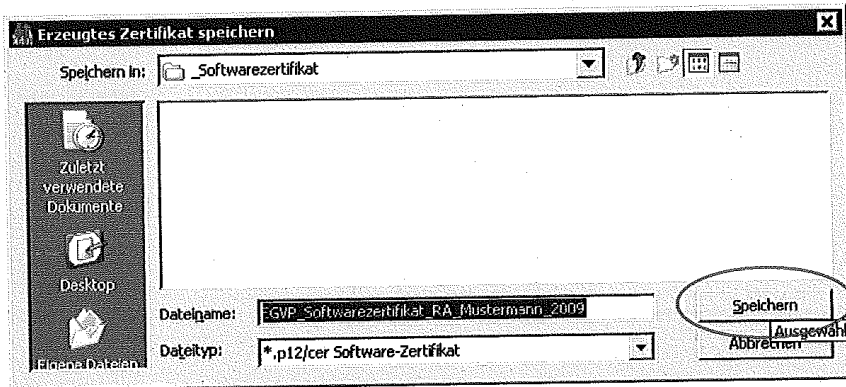 Erzeugtes Zertifikat speichern
Speichern in:
_Softwarezertifikat
Zuletzt
verwendete
Dokumente
Desktop
Eigene Dateien
Dateiname:
EGVP_Softwarezertifikat_RA_Mustermann_2009
Speichern
Dateityp:
*.p12/cer Software-Zertifikat
Abbrechen
Ausgewähl